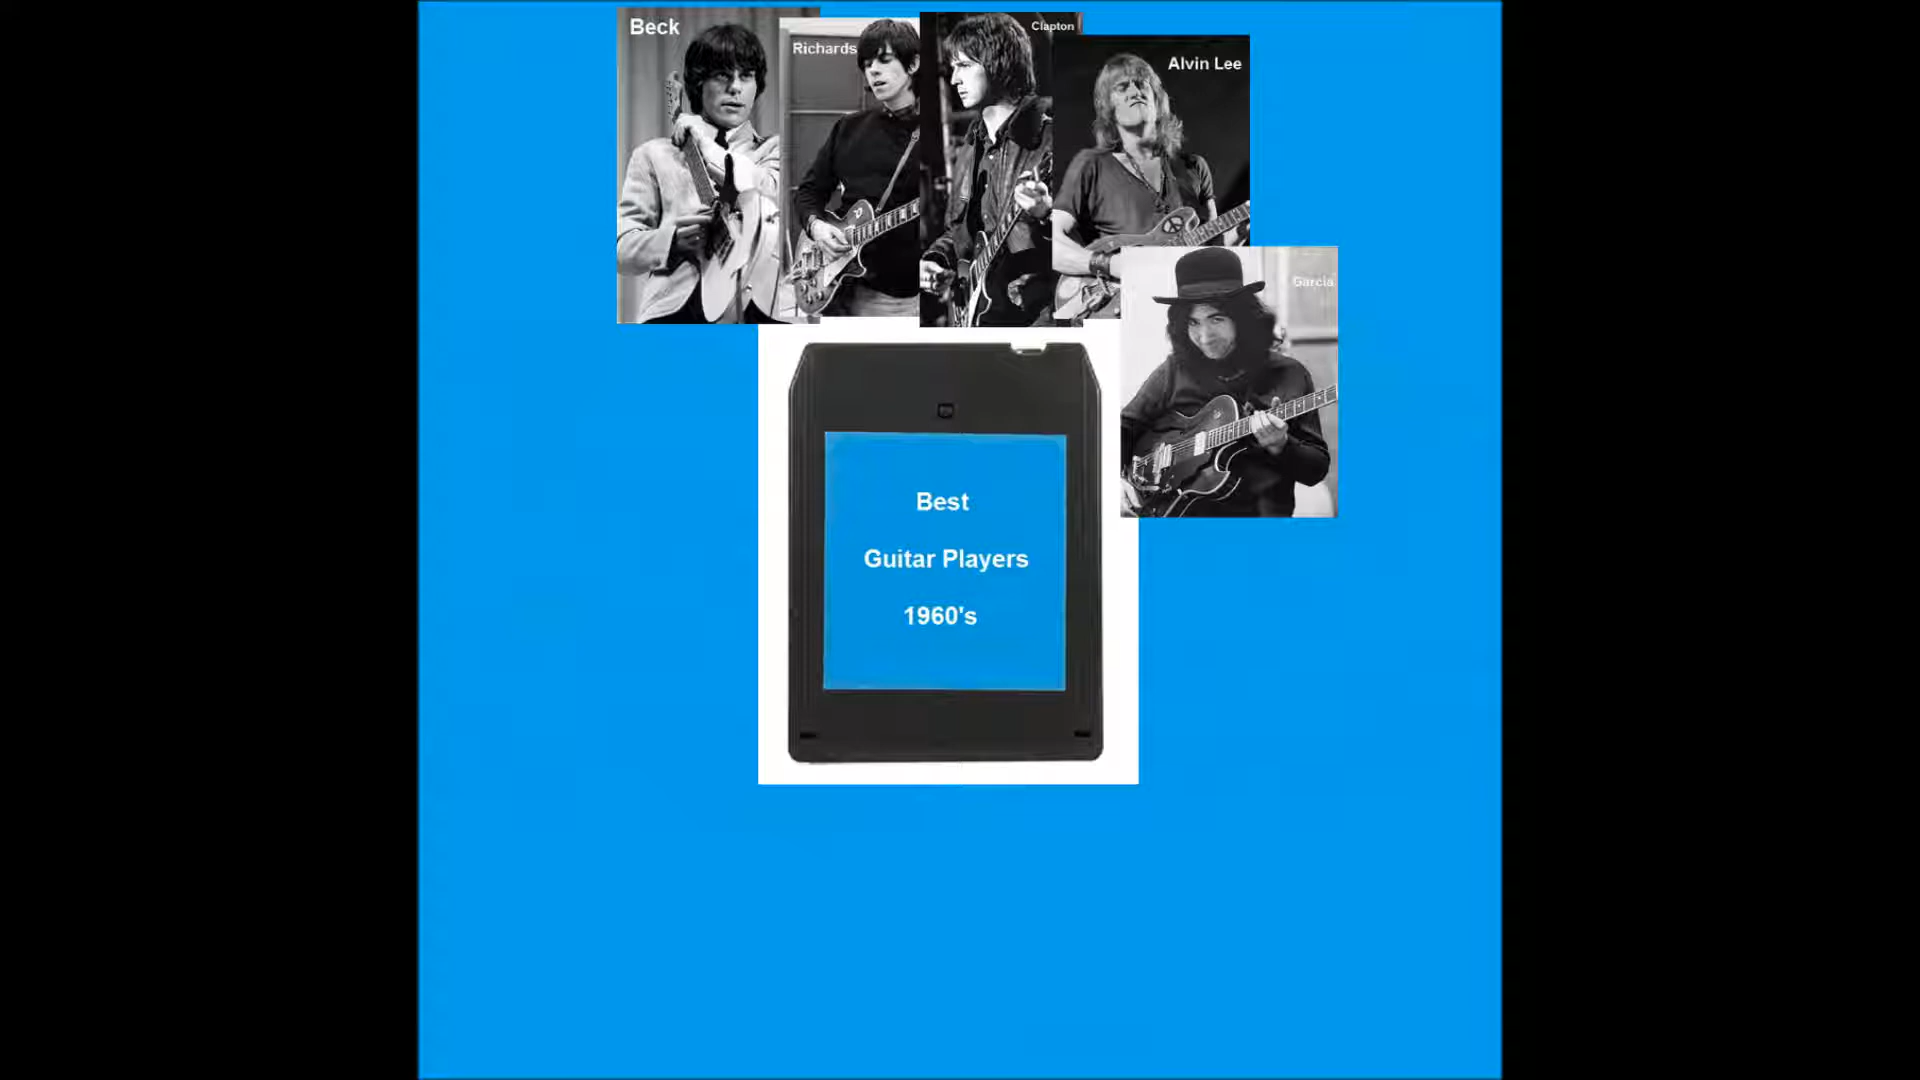 Beck
Richards
Clapton
Alvin Lee
Garcia
Best
Guitar Players
1960's